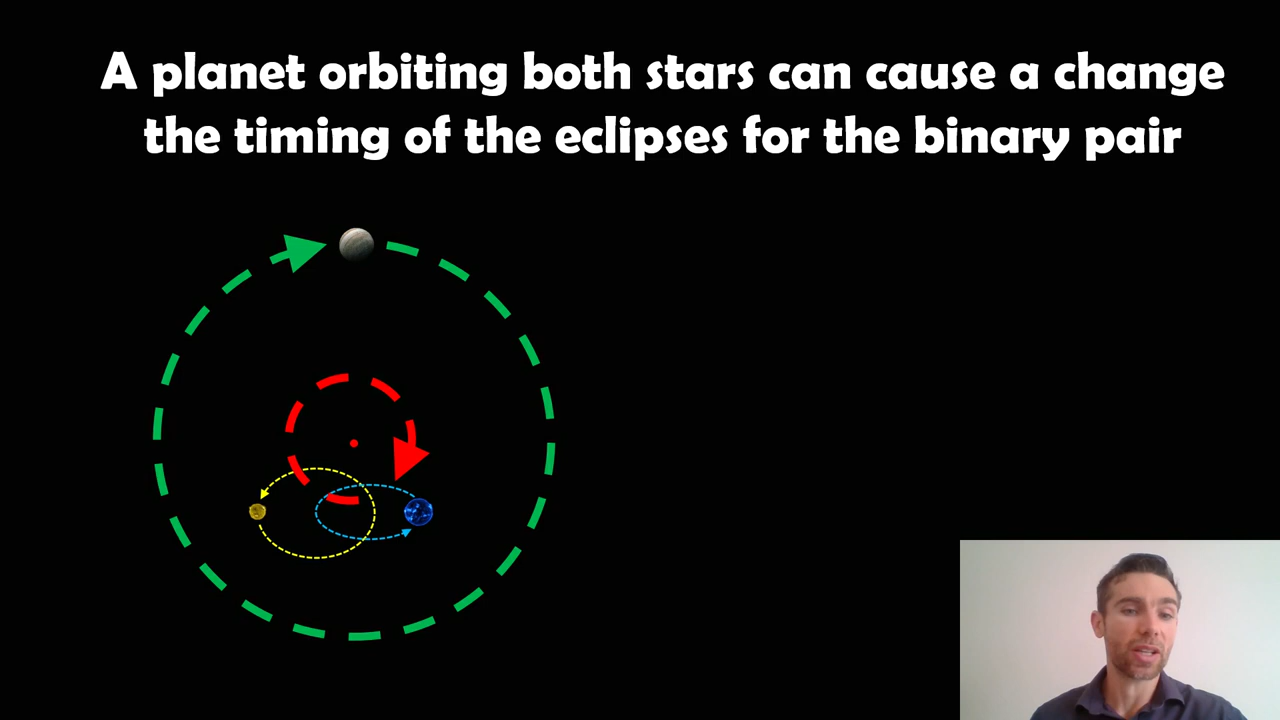 A planet orbiting both stars can cause a change
the timing of the eclipses for the binary pair